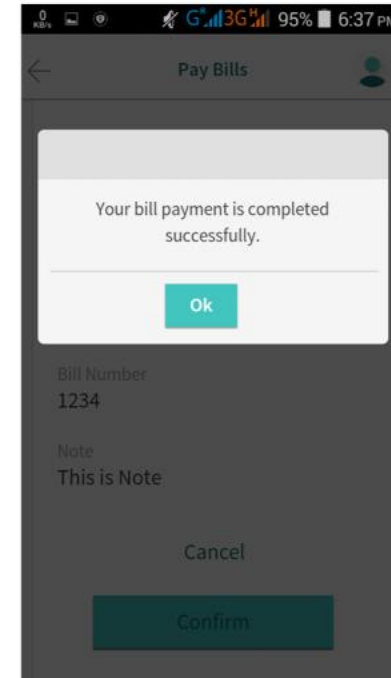 0
KB/s G 3G H 95% 6:37 PM
Pay Bills
Your bill payment is completed
successfully.
Ok
Bill Number
1234
Note
This is Note
Cancel
Confirm